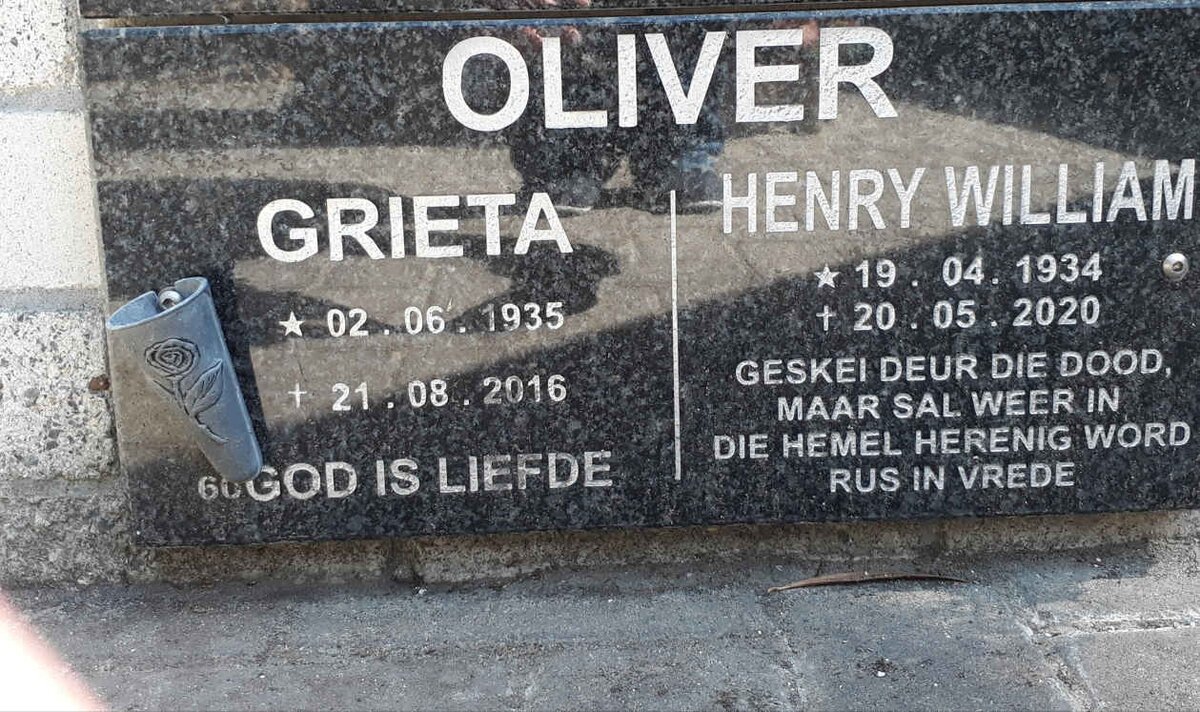 OLIVER
GRIETA
★ 02 . 06 . 1935
✝ 21 . 08 . 2016
GOD IS LIEFDE
HENRY WILLIAM
★ 19 . 04 . 1934
✝ 20 . 05 . 2020
GESKEI DEUR DIE DOOD,
MAAR SAL WEER IN
DIE HEMEL HERENIG WORD
RUS IN VREDE